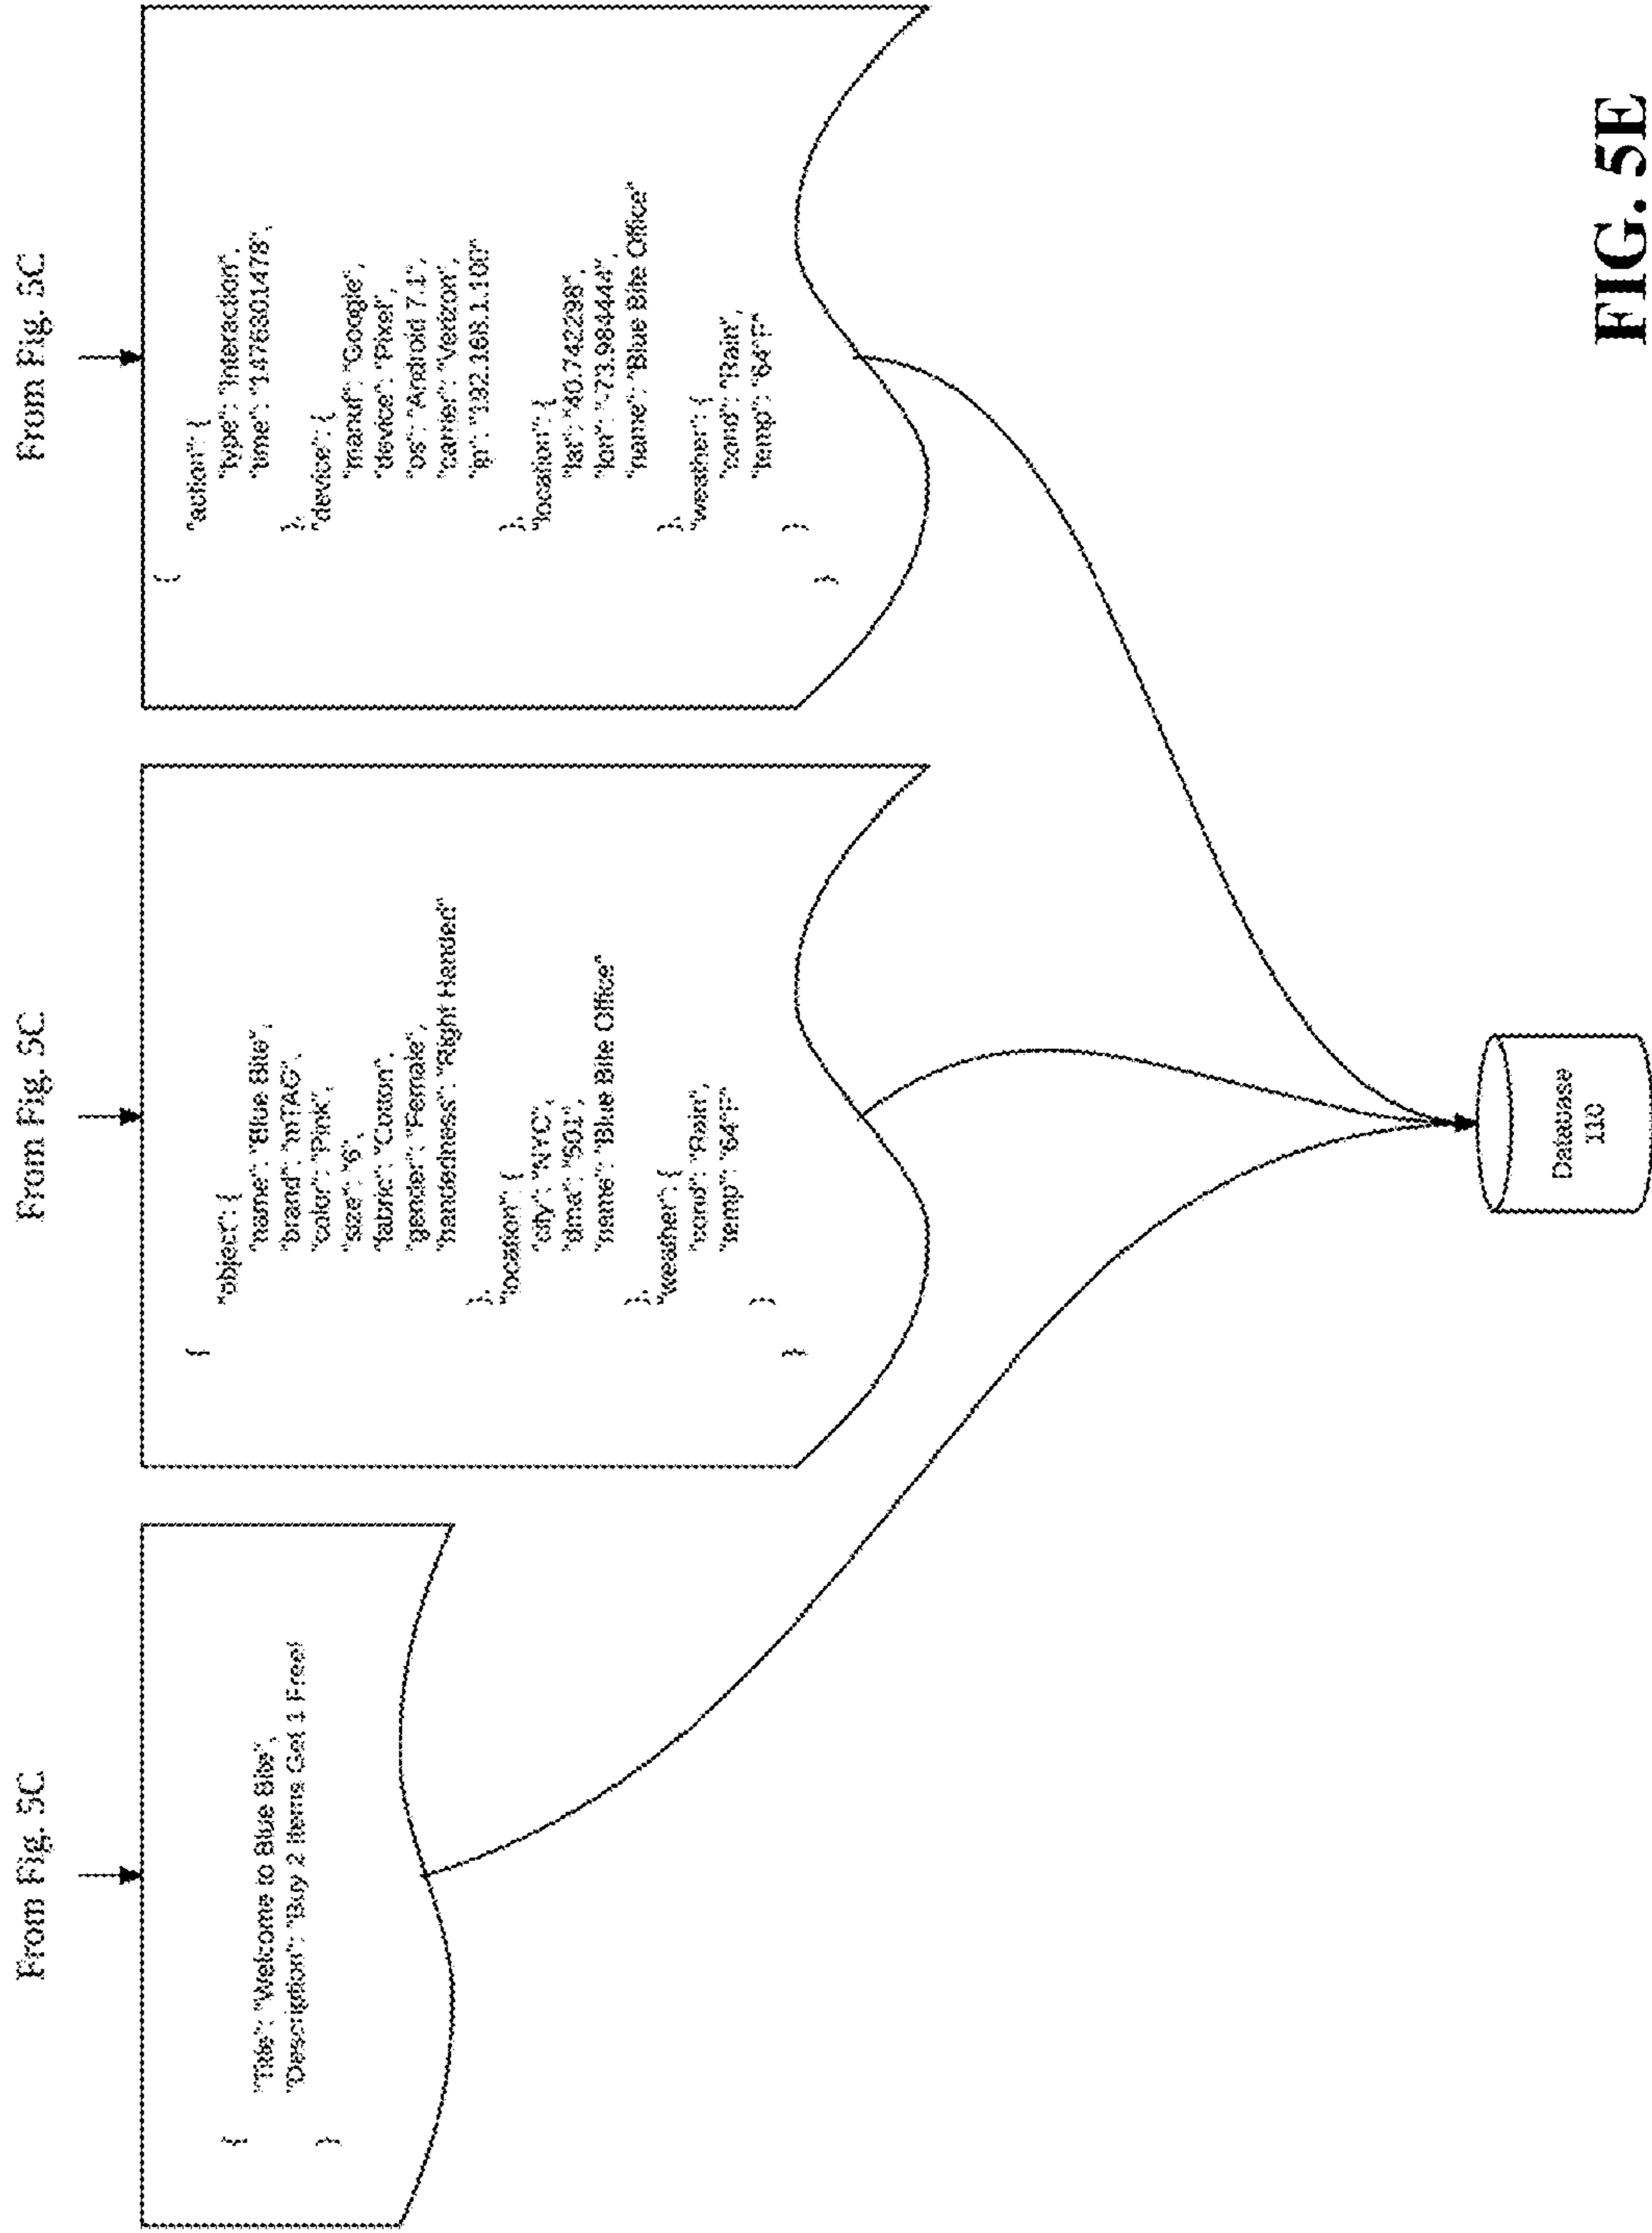 From Fig. 5C
{
"Title": "Welcome to Blue Bite",
"Description": "Buy 2 Items Get 1 Free!
}
From Fig. 5C
{
"object": {
"name": "Blue Bite",
"brand": "mTAG",
"color": "Pink",
"size": "6",
"fabric": "Cotton",
"gender": "Female",
"handedness": "Right Handed"
},
"location": {
"city": "NYC",
"dma": "501",
"name": "Blue Bite Office"
},
"weather": {
"cond": "Rain",
"temp": "64°F"
}
}
From Fig. 5C
{
"action": {
"type": "Interaction",
"time": "1476301478",
},
"device": {
"manuf": "Google",
"device": "Pixel",
"os": "Android 7.1",
"carrier": "Verizon",
"ip": "192.168.1.100"
},
"location": {
"lat": "40.742298",
"lon": "-73.984444",
"name": "Blue Bite Office"
},
"weather": {
"cond": "Rain",
"temp": "64°F"
}
}
Database
110
FIG. 5E